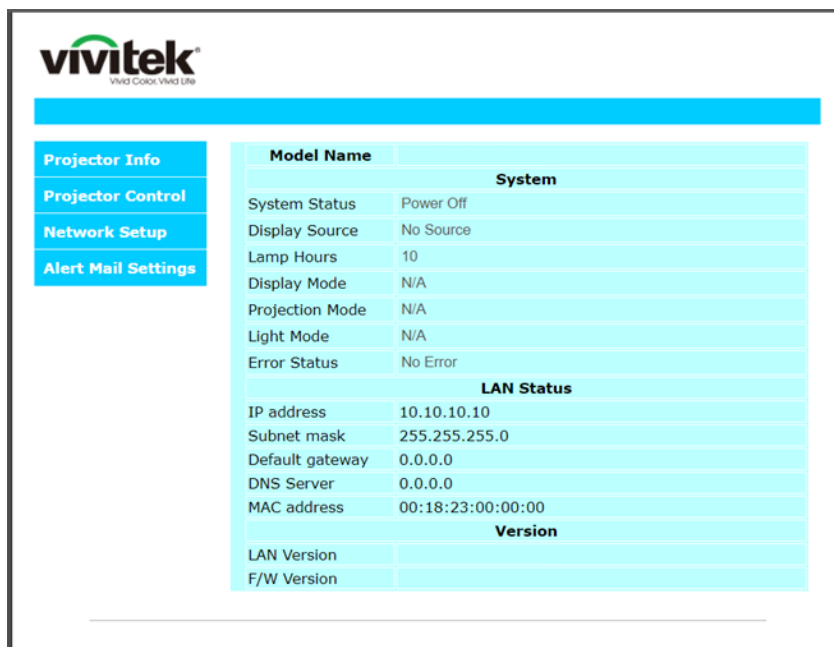 vivitek®
Vivid Color, Vivid Life
Projector Info
Projector Control
Network Setup
Alert Mail Settings
Model Name
System
System Status Power Off
Display Source No Source
Lamp Hours 10
Display Mode N/A
Projection Mode N/A
Light Mode N/A
Error Status No Error
LAN Status
IP address 10.10.10.10
Subnet mask 255.255.255.0
Default gateway 0.0.0.0
DNS Server 0.0.0.0
MAC address 00:18:23:00:00:00
Version
LAN Version
F/W Version